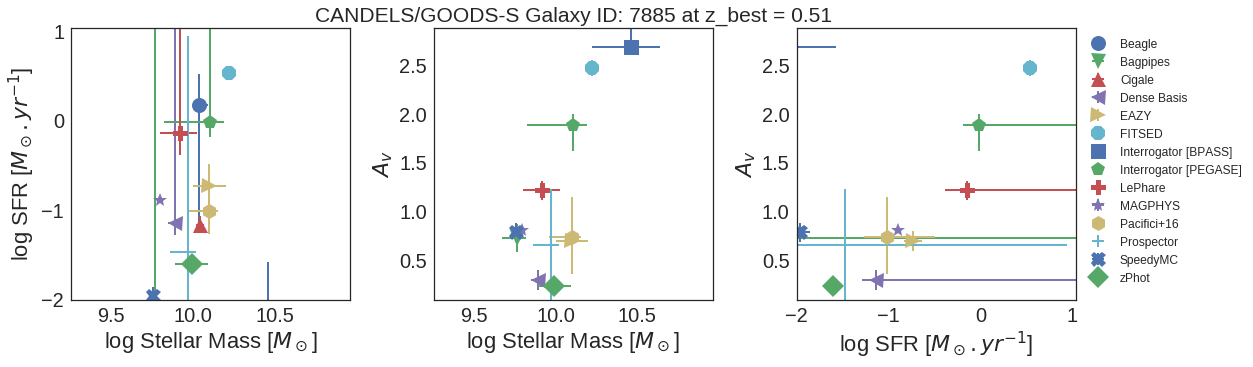 CANDELS/GOODS-S Galaxy ID: 7885 at z_best = 0.51
log SFR [M⊙.yr⁻¹]
1
0
−1
−2
9.5 10.0 10.5
log Stellar Mass [M⊙]
Aᵥ
2.5
2.0
1.5
1.0
0.5
9.5 10.0 10.5
log Stellar Mass [M⊙]
Aᵥ
2.5
2.0
1.5
1.0
0.5
−2 −1 0 1
log SFR [M⊙.yr⁻¹]
Beagle
Bagpipes
Cigale
Dense Basis
EAZY
FITSED
Interrogator [BPASS]
Interrogator [PEGASE]
LePhare
MAGPHYS
Pacifici+16
Prospector
SpeedyMC
zPhot